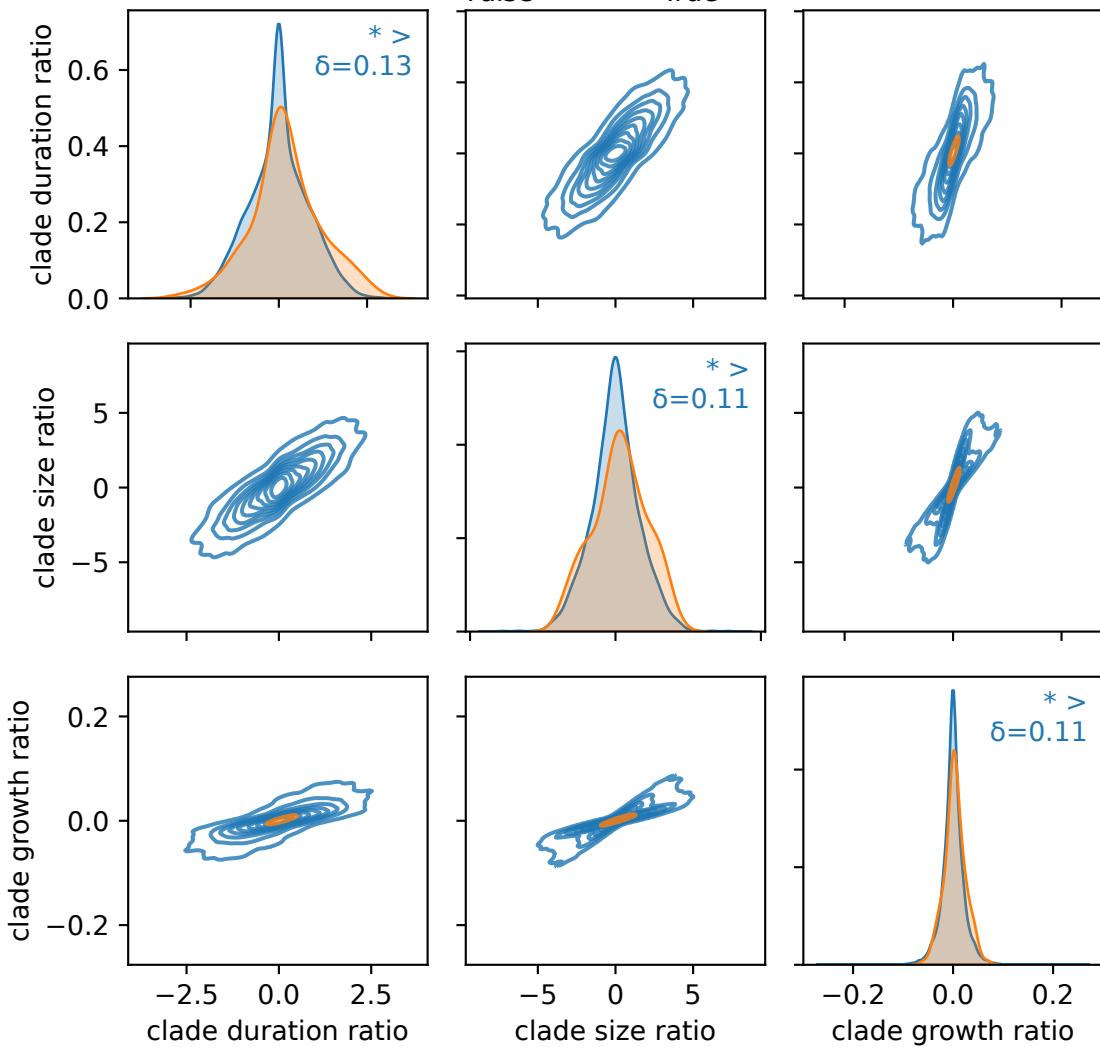 * >
δ=0.13
clade duration ratio
0.6
0.4
0.2
0.0
* >
δ=0.11
clade size ratio
5
0
−5
* >
δ=0.11
clade growth ratio
0.2
0.0
−0.2
−2.5 0.0 2.5 −5 0 5 −0.2 0.0 0.2
clade duration ratio clade size ratio clade growth ratio